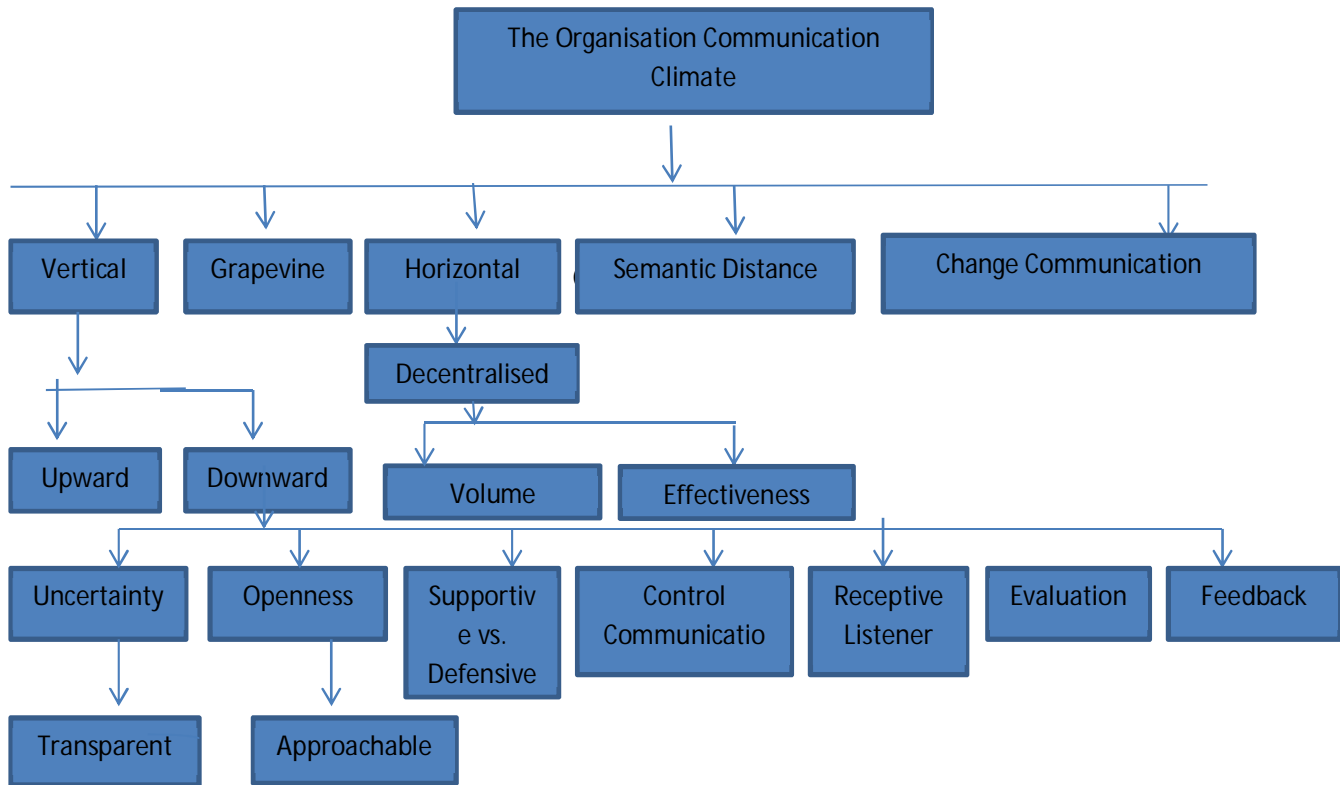 The Organisation Communication
Climate
Vertical
Grapevine
Horizontal
Semantic Distance
Change Communication
Decentralised
Upward
Downward
Volume
Effectiveness
Uncertainty
Openness
Supportiv
e vs.
Defensive
Control
Communicatio
Receptive
Listener
Evaluation
Feedback
Transparent
Approachable